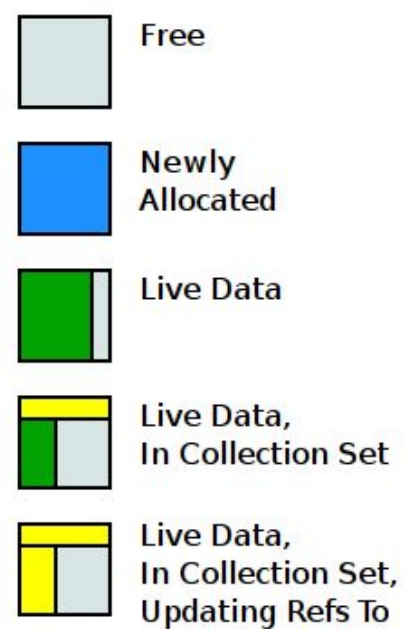 Free
Newly
Allocated
Live Data
Live Data,
In Collection Set
Live Data,
In Collection Set,
Updating Refs To